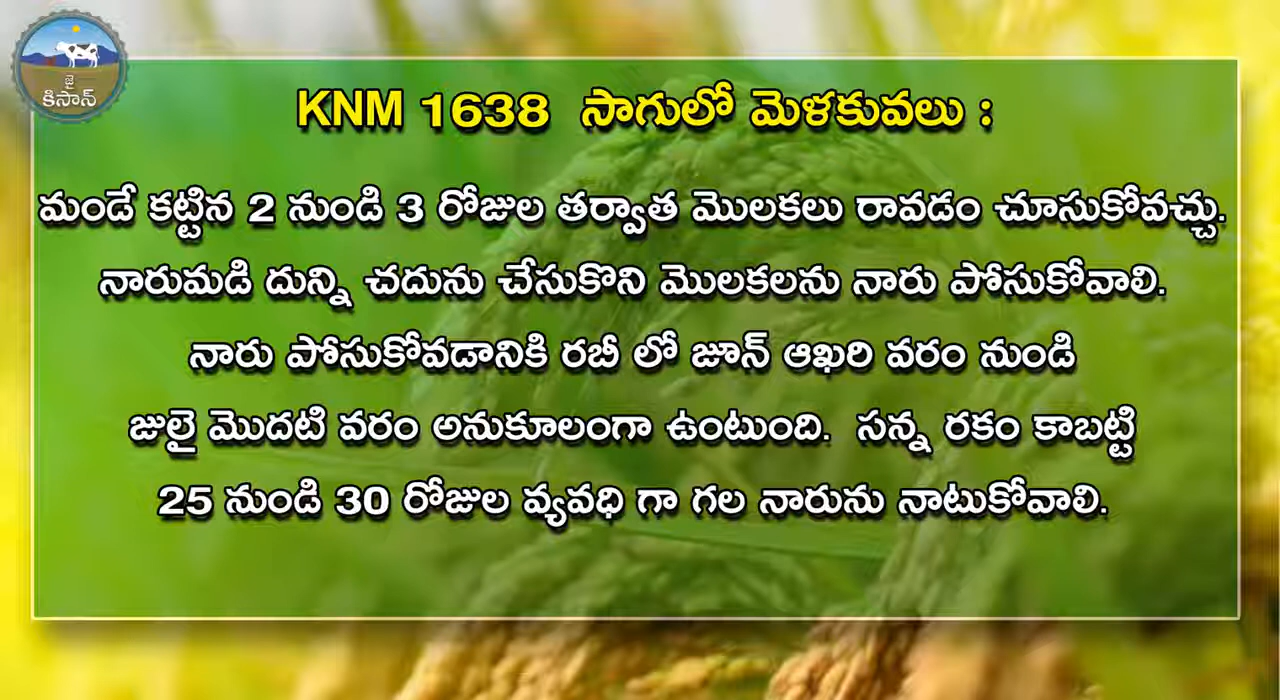 జై
కిసాన్
KNM 1638 సాగులో మెళకువలు :
మండే కట్టిన 2 నుండి 3 రోజుల తర్వాత మొలకలు రావడం చూసుకోవచ్చు.
నారుమడి దున్ని చదును చేసుకొని మొలకలను నారు పోసుకోవాలి.
నారు పోసుకోవడానికి రబీ లో జూన్ ఆఖరి వరం నుండి
జులై మొదటి వరం అనుకూలంగా ఉంటుంది. సన్న రకం కాబట్టి
25 నుండి 30 రోజుల వ్యవధి గా గల నారును నాటుకోవాలి.